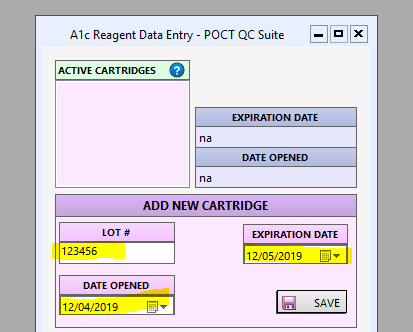 A1c Reagent Data Entry - POCT QC Suite
ACTIVE CARTRIDGES ?
EXPIRATION DATE
na
DATE OPENED
na
ADD NEW CARTRIDGE
LOT #
123456
EXPIRATION DATE
12/05/2019
DATE OPENED
12/04/2019
SAVE